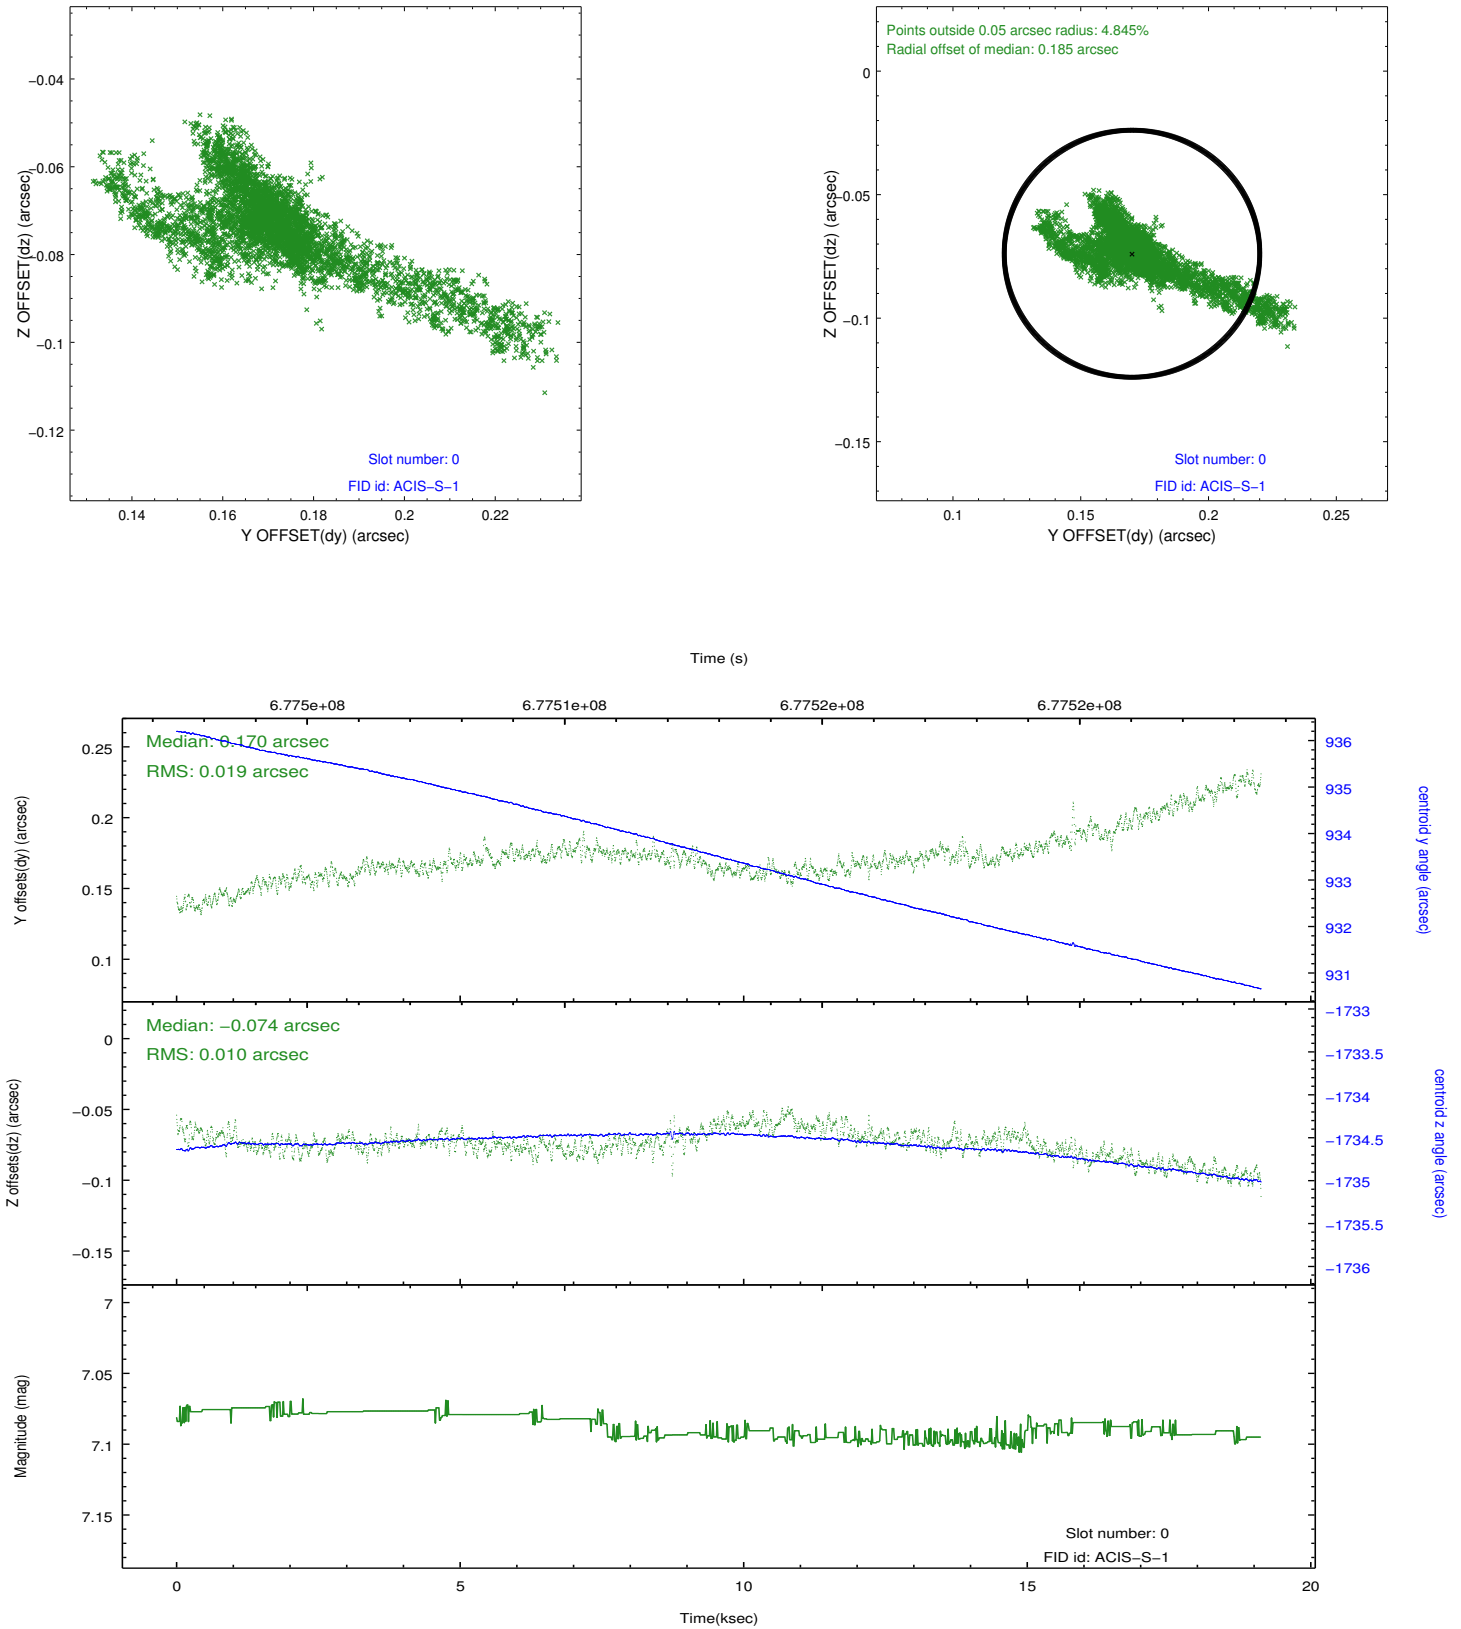 −0.04
−0.06
−0.08
−0.1
−0.12
Z OFFSET(dz) (arcsec)
Slot number: 0
FID id: ACIS−S−1
0.14 0.16 0.18 0.2 0.22
Y OFFSET(dy) (arcsec)
Points outside 0.05 arcsec radius: 4.845%
Radial offset of median: 0.185 arcsec
0
−0.05
−0.1
−0.15
Z OFFSET(dz) (arcsec)
Slot number: 0
FID id: ACIS−S−1
0.1 0.15 0.2 0.25
Y OFFSET(dy) (arcsec)
Time (s)
6.775e+08 6.7751e+08 6.7752e+08 6.7752e+08
Median: 0.170 arcsec
RMS: 0.019 arcsec
0.25
0.2
0.15
0.1
Y offsets(dy) (arcsec)
936
935
934
933
932
931
centroid y angle (arcsec)
Median: −0.074 arcsec
RMS: 0.010 arcsec
0
−0.05
−0.1
−0.15
Z offsets(dz) (arcsec)
−1733
−1733.5
−1734
−1734.5
−1735
−1735.5
−1736
centroid z angle (arcsec)
7
7.05
7.1
7.15
Magnitude (mag)
Slot number: 0
FID id: ACIS−S−1
0 5 10 15 20
Time(ksec)